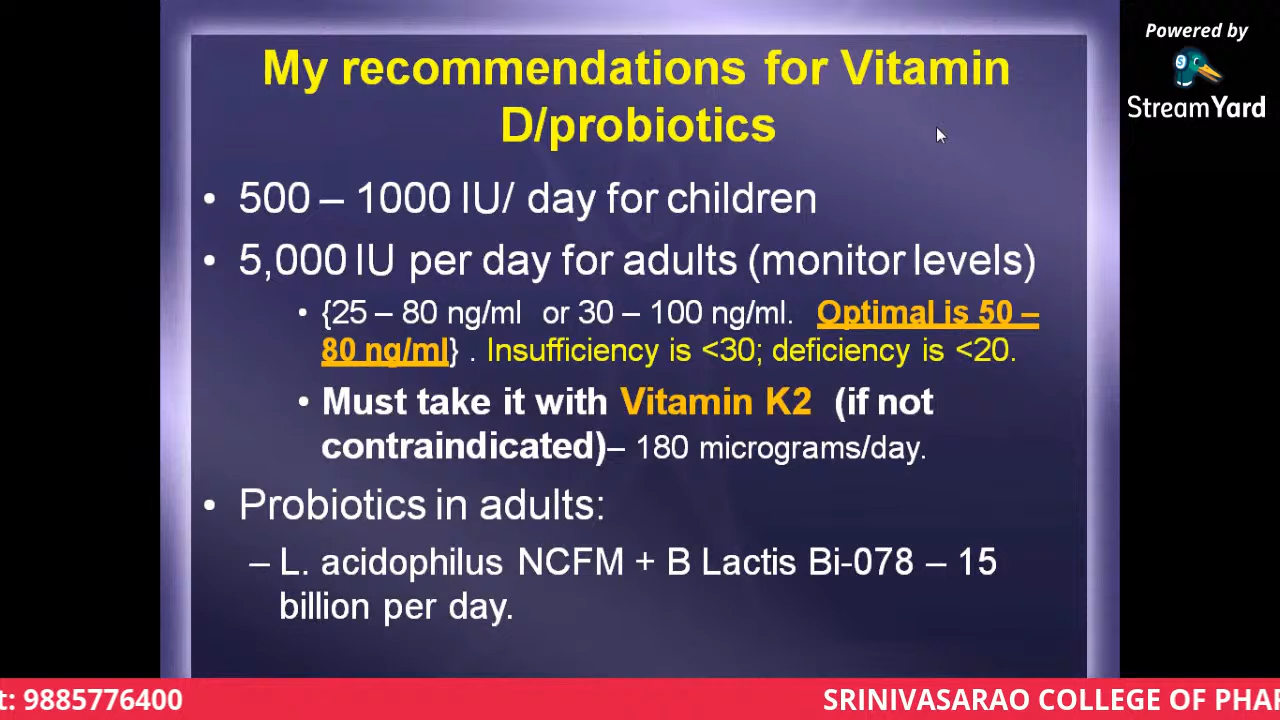 Powered by
StreamYard
My recommendations for Vitamin
D/probiotics
• 500 – 1000 IU/ day for children
• 5,000 IU per day for adults (monitor levels)
• {25 – 80 ng/ml or 30 – 100 ng/ml. Optimal is 50 –
80 ng/ml} . Insufficiency is <30; deficiency is <20.
• Must take it with Vitamin K2 (if not
contraindicated)– 180 micrograms/day.
• Probiotics in adults:
– L. acidophilus NCFM + B Lactis Bi-078 – 15
billion per day.
t: 9885776400 SRINIVASARAO COLLEGE OF PHA